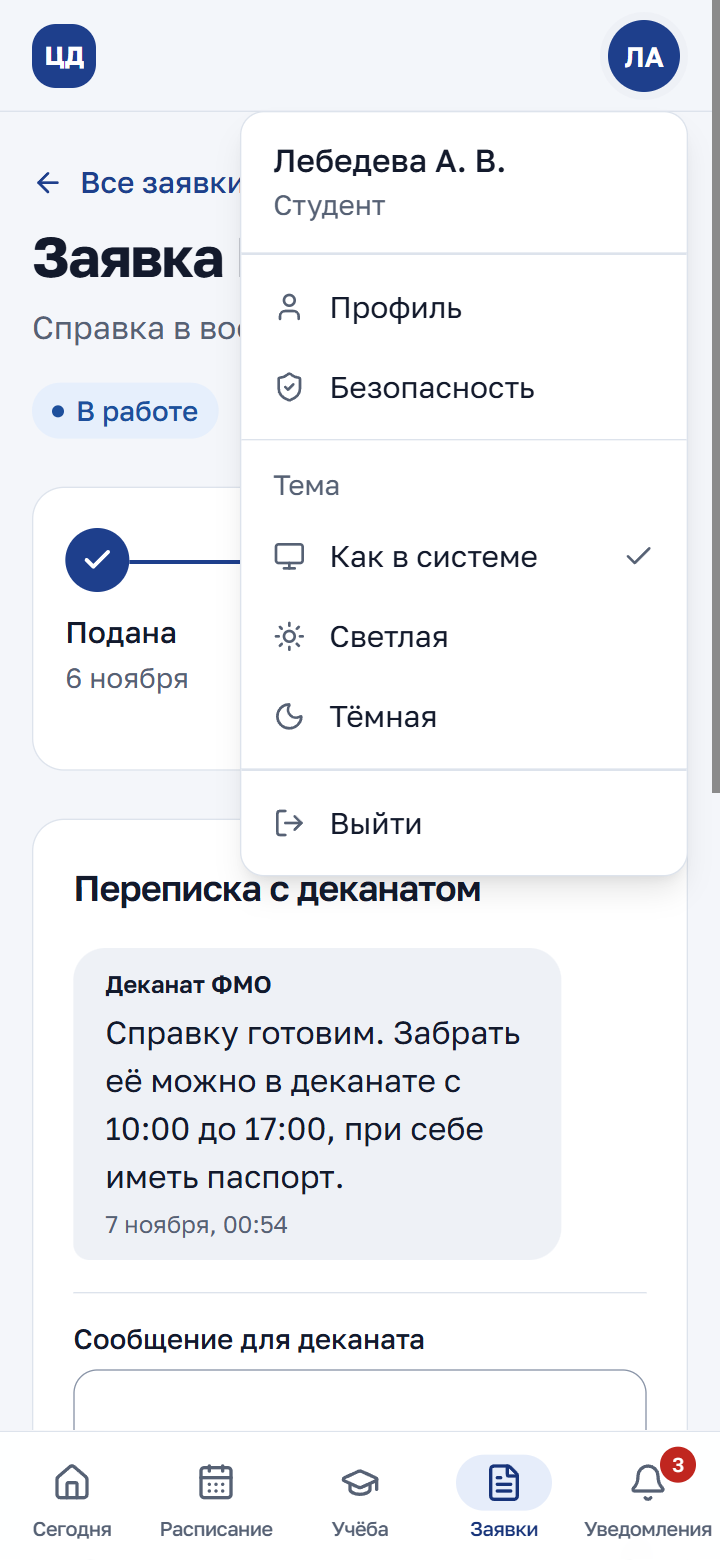 ЦД
ЛА
Лебедева А. В.
Студент
Все заявки
Заявка
Справка в
В работе
Профиль
Безопасность
Тема
Как в системе
Светлая
Тёмная
Выйти
Подана
6 ноября
Переписка с деканатом
Деканат ФМО
Справку готовим. Забрать
её можно в деканате с
10:00 до 17:00, при себе
иметь паспорт.
7 ноября, 00:54
Сообщение для деканата
3
Сегодня
Расписание
Учёба
Заявки
Уведомления